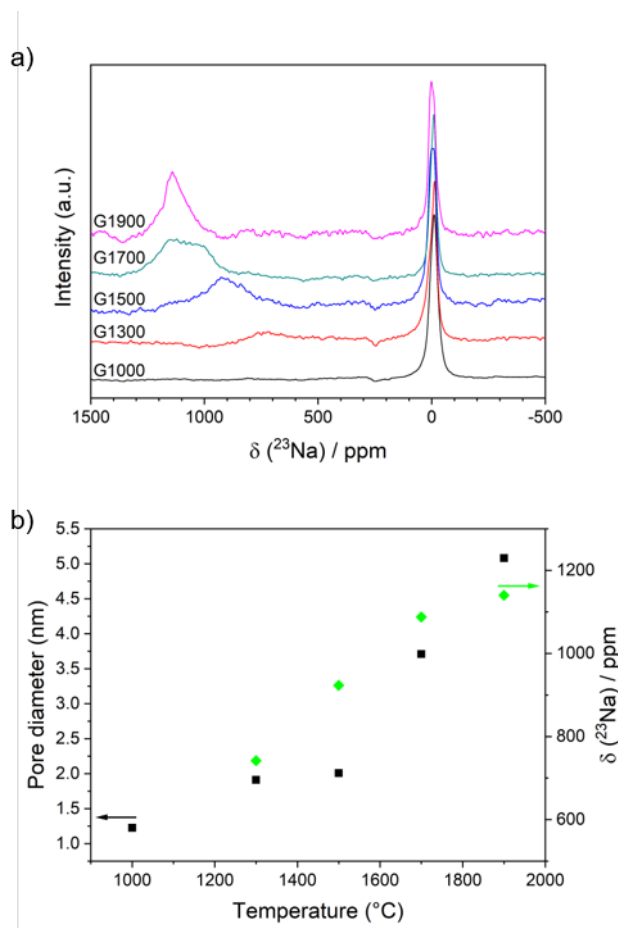 a)
Intensity (a.u.)
G1900
G1700
G1500
G1300
G1000
1500 1000 500 0 -500
δ (²³Na) / ppm
b)
Pore diameter (nm)
5.5
5.0
4.5
4.0
3.5
3.0
2.5
2.0
1.5
1.0
1200
1000
800
600
δ (²³Na) / ppm
1000 1200 1400 1600 1800 2000
Temperature (°C)